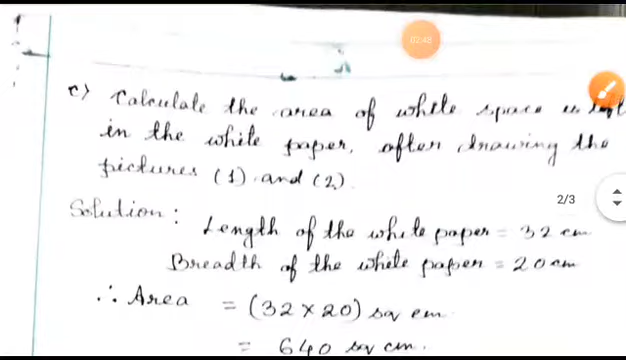 02:48
c) Calculate the area of white space is left
in the white paper, after drawing the
pictures (1) and (2).
2/3
Solution:
Length of the white paper = 32 cm
Breadth of the white paper = 20 cm
∴ Area = (32 × 20) sq cm
= 640 sq cm.